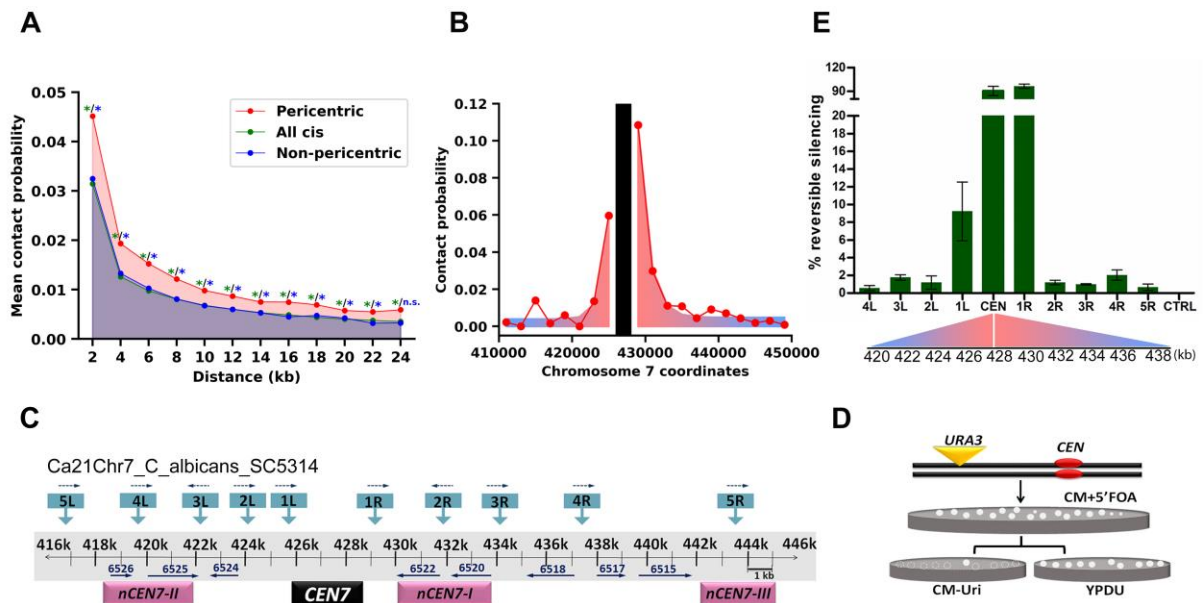 A
Mean contact probability
0.05
0.04
0.03
0.02
0.01
0.00
Pericentric
All cis
Non-pericentric
*/*
*/*
*/*
*/*
*/*
*/*
*/*
*/*
*/*
*/*
*/*
*/n.s.
2 4 6 8 10 12 14 16 18 20 22 24
Distance (kb)
B
Contact probability
0.12
0.10
0.08
0.06
0.04
0.02
0.00
410000 420000 430000 440000 450000
Chromosome 7 coordinates
E
% reversible silencing
120
90
60
20
18
16
14
12
10
8
6
4
2
0
4L 3L 2L 1L CEN 1R 2R 3R 4R 5R CTRL
420 422 424 426 428 430 432 434 436 438 (kb)
C
Ca21Chr7_C_albicans_SC5314
5L 4L 3L 2L 1L 1R 2R 3R 4R 5R
416k 418k 420k 422k 424k 426k 428k 430k 432k 434k 436k 438k 440k 442k 444k 446k
6526 6525 6524 6522 6520 6518 6517 6515 1 kb
nCEN7-II CEN7 nCEN7-I nCEN7-III
D
URA3 CEN
CM+5'FOA
CM-Uri YPDU